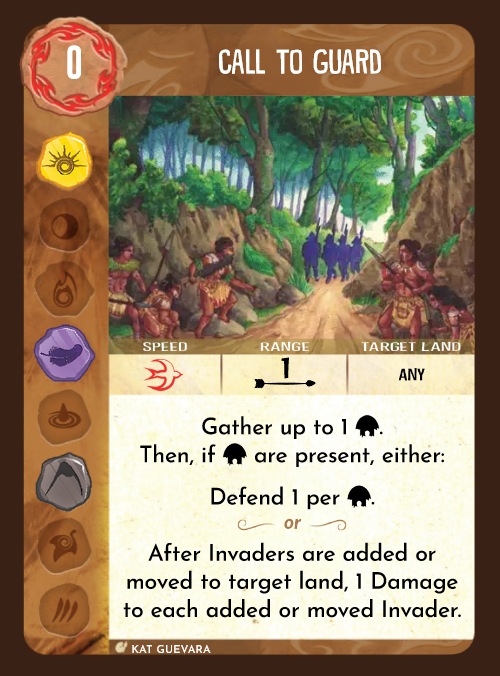 0
CALL TO GUARD
SPEED RANGE TARGET LAND
1 ANY
Gather up to 1 .
Then, if are present, either:
Defend 1 per .
or
After Invaders are added or
moved to target land, 1 Damage
to each added or moved Invader.
KAT GUEVARA